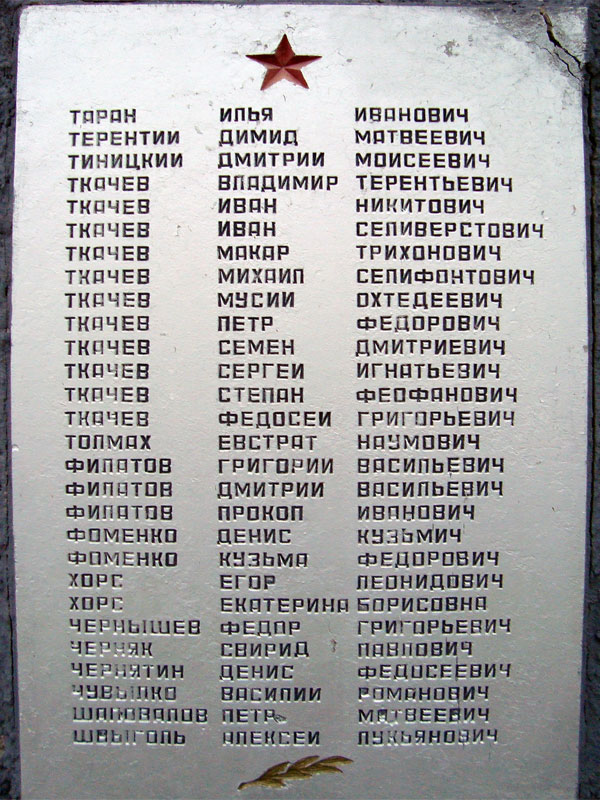 ТАРАН ИЛЬЯ ИВАНОВИЧ
ТЕРЕНТИИ ДИМИД МАТВЕЕВИЧ
ТИНИЦКИИ ДМИТРИИ МОИСЕЕВИЧ
ТКАЧЕВ ВЛАДИМИР ТЕРЕНТЬЕВИЧ
ТКАЧЕВ ИВАН НИКИТОВИЧ
ТКАЧЕВ ИВАН СЕЛИВЕРСТОВИЧ
ТКАЧЕВ МАКАР ТРИХОНОВИЧ
ТКАЧЕВ МИХАИЛ СЕЛИФОНТОВИЧ
ТКАЧЕВ МУСИИ ОХТЕДЕЕВИЧ
ТКАЧЕВ ПЕТР ФЕДОРОВИЧ
ТКАЧЕВ СЕМЕН ДМИТРИЕВИЧ
ТКАЧЕВ СЕРГЕИ ИГНАТЬЕВИЧ
ТКАЧЕВ СТЕПАН ФЕОФАНОВИЧ
ТКАЧЕВ ФЕДОСЕИ ГРИГОРЬЕВИЧ
ТОЛМАХ ЕВСТРАТ НАУМОВИЧ
ФИЛАТОВ ГРИГОРИИ ВАСИЛЬЕВИЧ
ФИЛАТОВ ДМИТРИИ ВАСИЛЬЕВИЧ
ФИЛАТОВ ПРОКОП ИВАНОВИЧ
ФОМЕНКО ДЕНИС КУЗЬМИЧ
ФОМЕНКО КУЗЬМА ФЕДОРОВИЧ
ХОРС ЕГОР ЛЕОНИДОВИЧ
ХОРС ЕКАТЕРИНА БОРИСОВНА
ЧЕРНЫШЕВ ФЕДОР ГРИГОРЬЕВИЧ
ЧЕРНЯК СВИРИД ПАВЛОВИЧ
ЧЕРНЯТИН ДЕНИС ФЕДОСЕЕВИЧ
ЧУВЫЛКО ВАСИЛИИ РОМАНОВИЧ
ШАПОВАЛОВ ПЕТР МАТВЕЕВИЧ
ШВЫГОЛЬ АЛЕКСЕИ ЛУКЬЯНОВИЧ